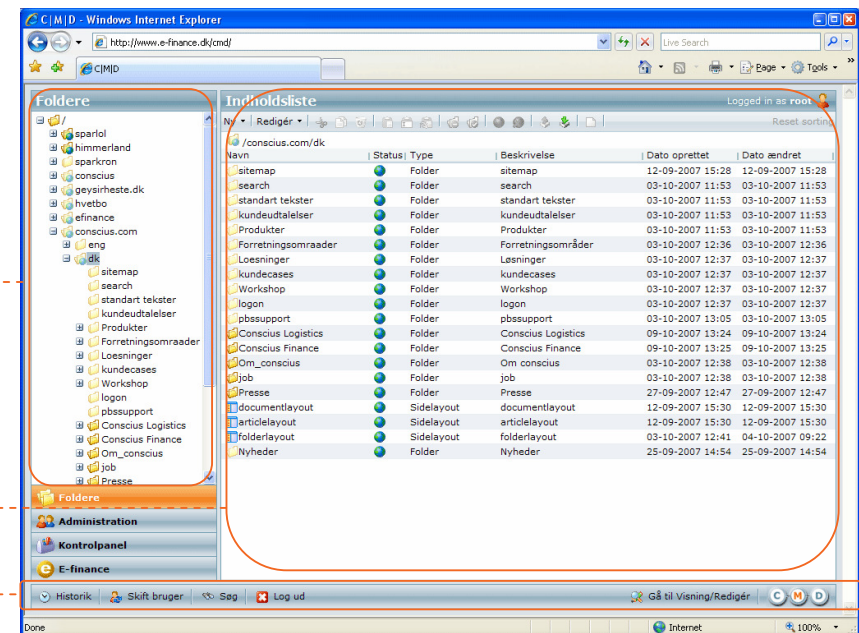 C|M|D - Windows Internet Explorer
http://www.e-finance.dk/cmd/
Live Search
C|M|D
Page Tools
Foldere
/
sparlol
himmerland
sparkron
conscius
geysirheste.dk
hvetbo
efinance
conscius.com
eng
dk
sitemap
search
standart tekster
kundeudtalelser
Produkter
Forretningsomraader
Loesninger
kundecases
Workshop
logon
pbssupport
Conscius Logistics
Conscius Finance
Om_conscius
job
Presse
Foldere
Administration
Kontrolpanel
E-finance
Indholdsliste Logged in as root
Ny Redigér Reset sorting
/conscius.com/dk
Navn Status Type Beskrivelse Dato oprettet Dato ændret
sitemap Folder sitemap 12-09-2007 15:28 12-09-2007 15:28
search Folder search 03-10-2007 11:53 03-10-2007 11:53
standart tekster Folder standart tekster 03-10-2007 11:53 03-10-2007 11:53
kundeudtalelser Folder kundeudtalelser 03-10-2007 11:53 03-10-2007 11:53
Produkter Folder Produkter 03-10-2007 11:53 03-10-2007 11:53
Forretningsomraader Folder Forretningsområder 03-10-2007 12:36 03-10-2007 12:36
Loesninger Folder Løsninger 03-10-2007 12:37 03-10-2007 12:37
kundecases Folder kundecases 03-10-2007 12:37 03-10-2007 12:37
Workshop Folder Workshop 03-10-2007 12:37 03-10-2007 12:37
logon Folder logon 03-10-2007 12:37 03-10-2007 12:37
pbssupport Folder pbssupport 03-10-2007 13:05 03-10-2007 13:05
Conscius Logistics Folder Conscius Logistics 09-10-2007 13:24 09-10-2007 13:24
Conscius Finance Folder Conscius Finance 09-10-2007 13:25 09-10-2007 13:25
Om_conscius Folder Om conscius 03-10-2007 12:38 03-10-2007 12:38
job Folder job 03-10-2007 12:38 03-10-2007 12:38
Presse Folder Presse 27-09-2007 12:47 27-09-2007 12:47
documentlayout Sidelayout documentlayout 12-09-2007 15:30 12-09-2007 15:30
articlelayout Sidelayout articlelayout 12-09-2007 15:30 12-09-2007 15:30
folderlayout Sidelayout folderlayout 03-10-2007 12:41 04-10-2007 09:22
Nyheder Folder Nyheder 25-09-2007 14:54 25-09-2007 14:54
Historik Skift bruger Søg Log ud Gå til Visning/Redigér C M D
Done Internet 100%